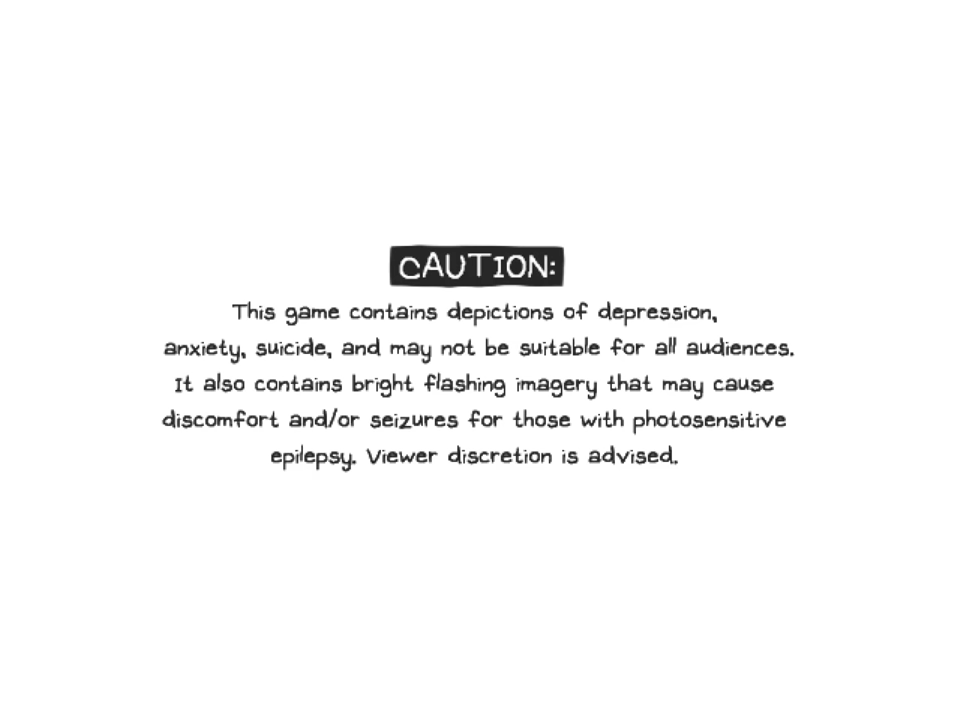 CAUTION:
This game contains depictions of depression,
anxiety, suicide, and may not be suitable for all audiences.
It also contains bright flashing imagery that may cause
discomfort and/or seizures for those with photosensitive
epilepsy. Viewer discretion is advised.